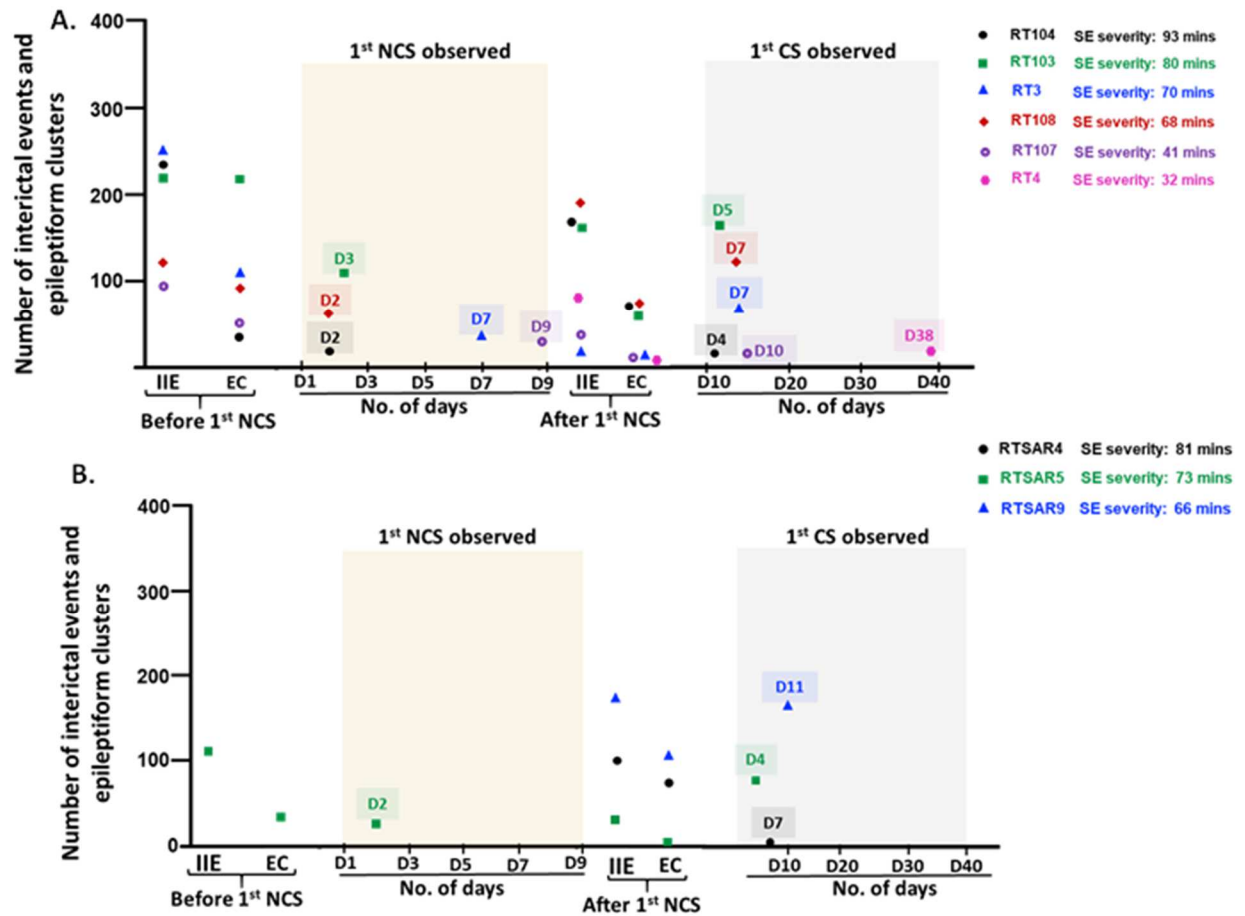 A.
Number of interictal events and
epileptiform clusters
400
300
200
100
1st NCS observed
1st CS observed
RT104 SE severity: 93 mins
RT103 SE severity: 80 mins
RT3 SE severity: 70 mins
RT108 SE severity: 68 mins
RT107 SE severity: 41 mins
RT4 SE severity: 32 mins
D3
D2
D2
D7
D9
D5
D7
D7
D4
D10
D38
IIE EC D1 D3 D5 D7 D9 IIE EC D10 D20 D30 D40
Before 1st NCS No. of days After 1st NCS No. of days
B.
Number of interictal events and
epileptiform clusters
400
300
200
100
0
1st NCS observed
1st CS observed
RTSAR4 SE severity: 81 mins
RTSAR5 SE severity: 73 mins
RTSAR9 SE severity: 66 mins
D2
D11
D4
D7
IIE EC D1 D3 D5 D7 D9 IIE EC D10 D20 D30 D40
Before 1st NCS No. of days After 1st NCS No. of days